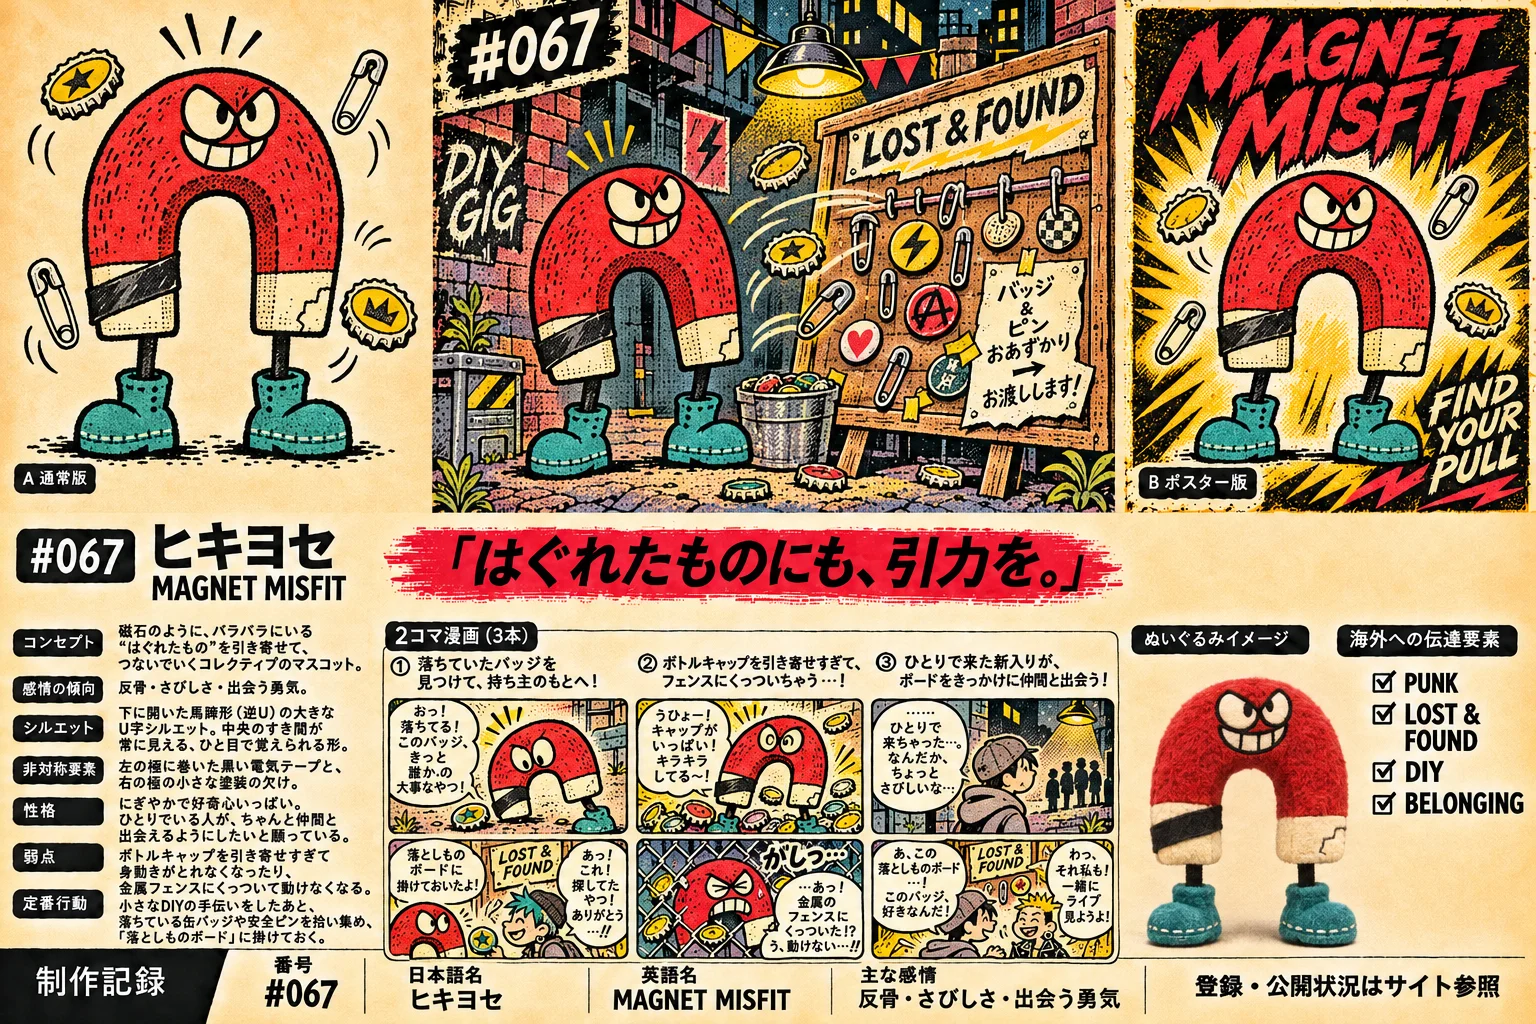 #067
DIY
GIG
LOST & FOUND
バッジ
&
ピン
おあずかり
→
お渡しします!
MAGNET
MISFIT
FIND
YOUR
PULL
A 通常版
B ポスター版
#067
ヒキヨセ
MAGNET MISFIT
「はぐれたものにも、引力を。」
コンセプト
磁石のように、バラバラにいる
“はぐれたもの”を引き寄せて、
つないでいくコレクティブのマスコット。
感情の傾向
反骨・さびしさ・出会う勇気。
シルエット
下に開いた馬蹄形(逆U)の大きな
U字シルエット。中央のすき間が
常に見える、ひと目で覚えられる形。
非対称要素
左の極に巻いた黒い電気テープと、
右の極の小さな塗装の欠け。
性格
にぎやかで好奇心いっぱい。
ひとりでいる人が、ちゃんと仲間と
出会えるようにしたいと願っている。
弱点
ボトルキャップを引き寄せすぎて
身動きがとれなくなったり、
金属フェンスにくっついて動けなくなる。
定番行動
小さなDIYの手伝いをしたあと、
落ちている缶バッジや安全ピンを拾い集め、
「落としものボード」に掛けておく。
2コマ漫画(3本)
① 落ちていたバッジを
見つけて、持ち主のもとへ!
おっ!
落ちてる!
このバッジ、
きっと
誰かの
大事なやつ!
落としもの
ボードに
掛けておいたよ!
LOST &
FOUND
あっ!
これ!
探してた
やつ!
ありがとう
…!!
② ボトルキャップを引き寄せすぎて、
フェンスにくっついちゃう…!
うひょー!
キャップが
いっぱい!
キラキラ
してる〜!
がしっ…
…あっ!
金属の
フェンスに
くっついた!?
う、動けない…!!
③ ひとりで来た新入りが、
ボードをきっかけに仲間と出会う!
……
ひとりで
来ちゃった…。
なんだか、
ちょっと
さびしいな…
あ、この
落としものボード
…!
このバッジ、
好きなんだ!
LOST &
FOUND
わっ、
それ私も!
一緒に
ライブ
見ようよ!
ぬいぐるみイメージ
海外への伝達要素
PUNK
LOST &
FOUND
DIY
BELONGING
制作記録
番号
#067
日本語名
ヒキヨセ
英語名
MAGNET MISFIT
主な感情
反骨・さびしさ・出会う勇気
登録・公開状況はサイト参照